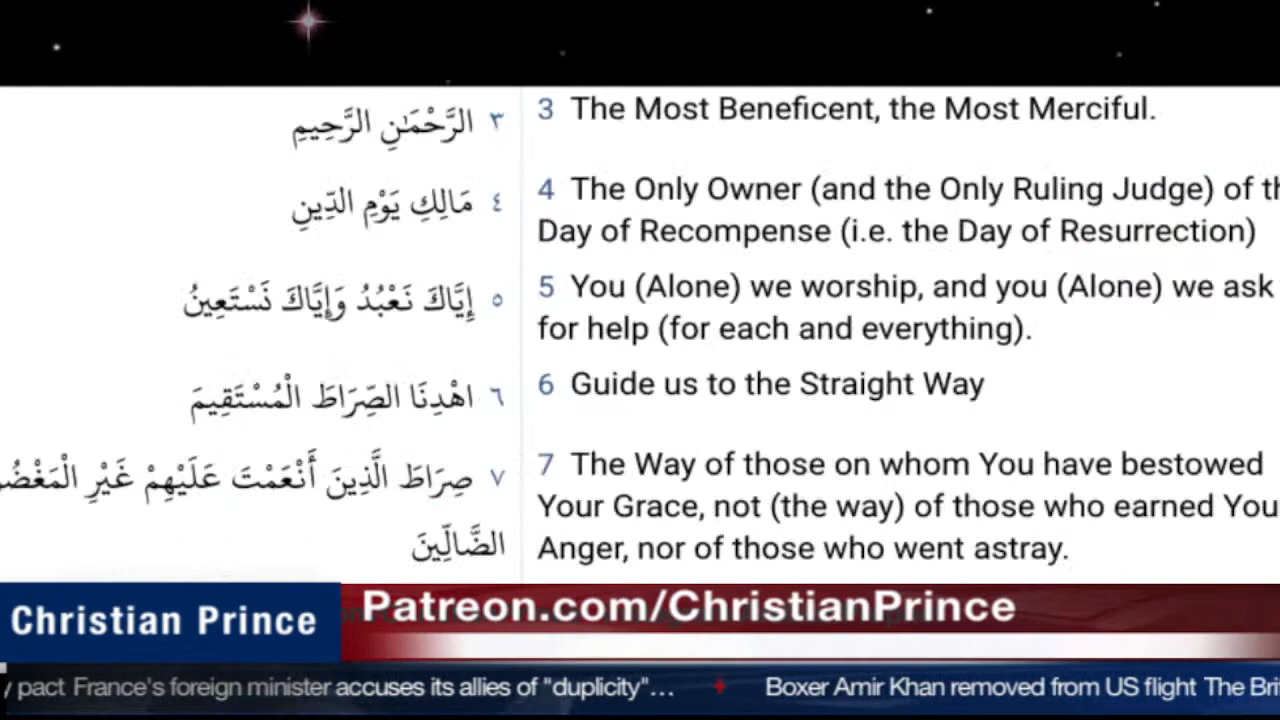 ٣ الرَّحْمَـٰنِ الرَّحِيمِ
3 The Most Beneficent, the Most Merciful.
٤ مَالِكِ يَوْمِ الدِّينِ
4 The Only Owner (and the Only Ruling Judge) of
Day of Recompense (i.e. the Day of Resurrection)
٥ إِيَّاكَ نَعْبُدُ وَإِيَّاكَ نَسْتَعِينُ
5 You (Alone) we worship, and you (Alone) we ask
for help (for each and everything).
٦ اهْدِنَا الصِّرَاطَ الْمُسْتَقِيمَ
6 Guide us to the Straight Way
٧ صِرَاطَ الَّذِينَ أَنْعَمْتَ عَلَيْهِمْ غَيْرِ
الضَّالِّينَ
7 The Way of those on whom You have bestowed
Your Grace, not (the way) of those who earned You
Anger, nor of those who went astray.
Christian Prince
Patreon.com/ChristianPrince
pact France's foreign minister accuses its allies of "duplicity"... + Boxer Amir Khan removed from US flight The